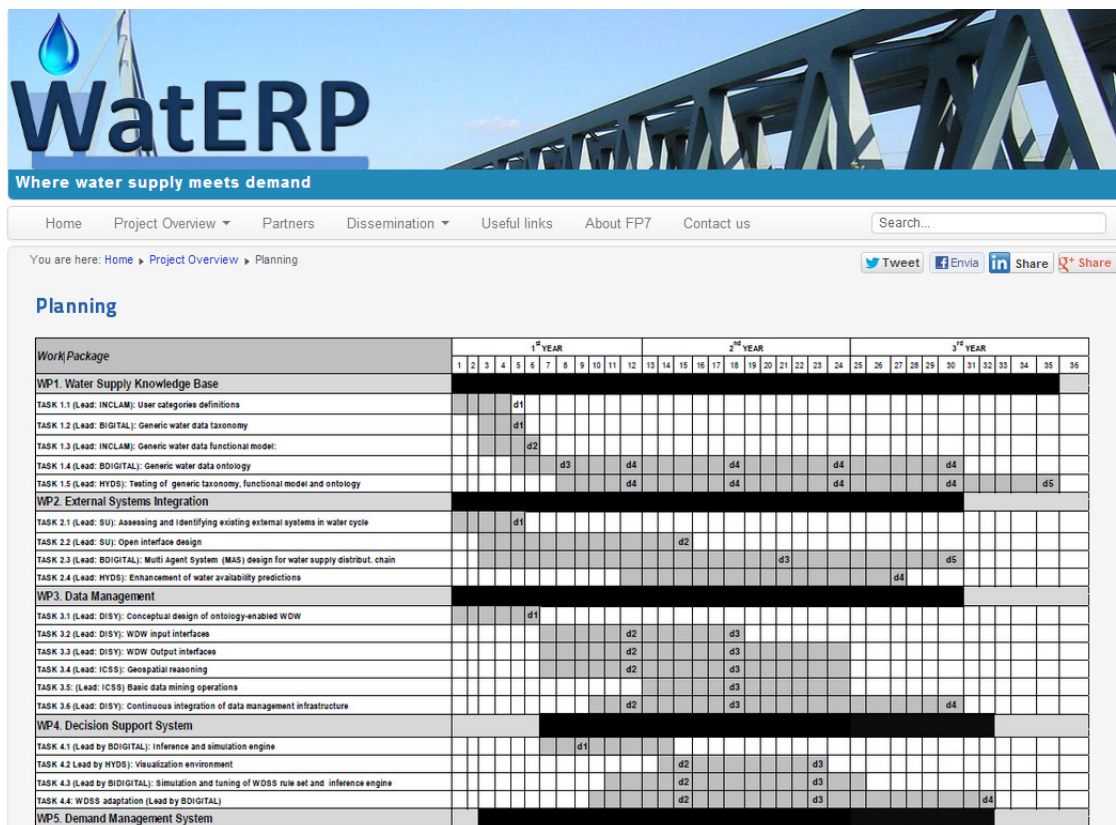 WatERP
Where water supply meets demand
Home Project Overview Partners Dissemination Useful links About FP7 Contact us Search...
You are here: Home Project Overview Planning
Tweet Envia in Share g+ Share
Planning
Work Package 1st YEAR 2nd YEAR 3rd YEAR
1 2 3 4 5 6 7 8 9 10 11 12 13 14 15 16 17 18 19 20 21 22 23 24 25 26 27 28 29 30 31 32 33 34 35 36
WP1. Water Supply Knowledge Base
TASK 1.1 (Lead: INCLAM): User categories definitions d1
TASK 1.2 (Lead: BIGITAL): Generic water data taxonomy d1
TASK 1.3 (Lead: INCLAM): Generic water data functional model: d2
TASK 1.4 (Lead: BDIGITAL): Generic water data ontology d3 d4 d4 d4 d4
TASK 1.5 (Lead: HYDS): Testing of generic taxonomy, functional model and ontology d4 d4 d4 d4 d5
WP2. External Systems Integration
TASK 2.1 (Lead: SU): Assessing and Identifying existing external systems in water cycle d1
TASK 2.2 (Lead: SU): Open interface design d2
TASK 2.3 (Lead: BDIGITAL): Multi Agent System (MAS) design for water supply distribut. chain d3 d5
TASK 2.4 (Lead: HYDS): Enhancement of water availability predictions d4
WP3. Data Management
TASK 3.1 (Lead: DISY): Conceptual design of ontology-enabled WDW d1
TASK 3.2 (Lead: DISY): WDW input interfaces d2 d3
TASK 3.3 (Lead: DISY): WDW Output interfaces d2 d3
TASK 3.4 (Lead: ICSS): Geospatial reasoning d2 d3
TASK 3.5: (Lead: ICSS) Basic data mining operations d3
TASK 3.6 (Lead: DISY): Continuous integration of data management infrastructure d2 d3 d4
WP4. Decision Support System
TASK 4.1 (Lead by BDIGITAL): Inference and simulation engine d1
TASK 4.2 Lead by HYDS): Visualization environment d2 d3
TASK 4.3 (Lead by BIDIGITAL): Simulation and tuning of WDSS rule set and inference engine d2 d3
TASK 4.4: WDSS adaptation (Lead by BDIGITAL) d2 d3 d4
WP5. Demand Management System